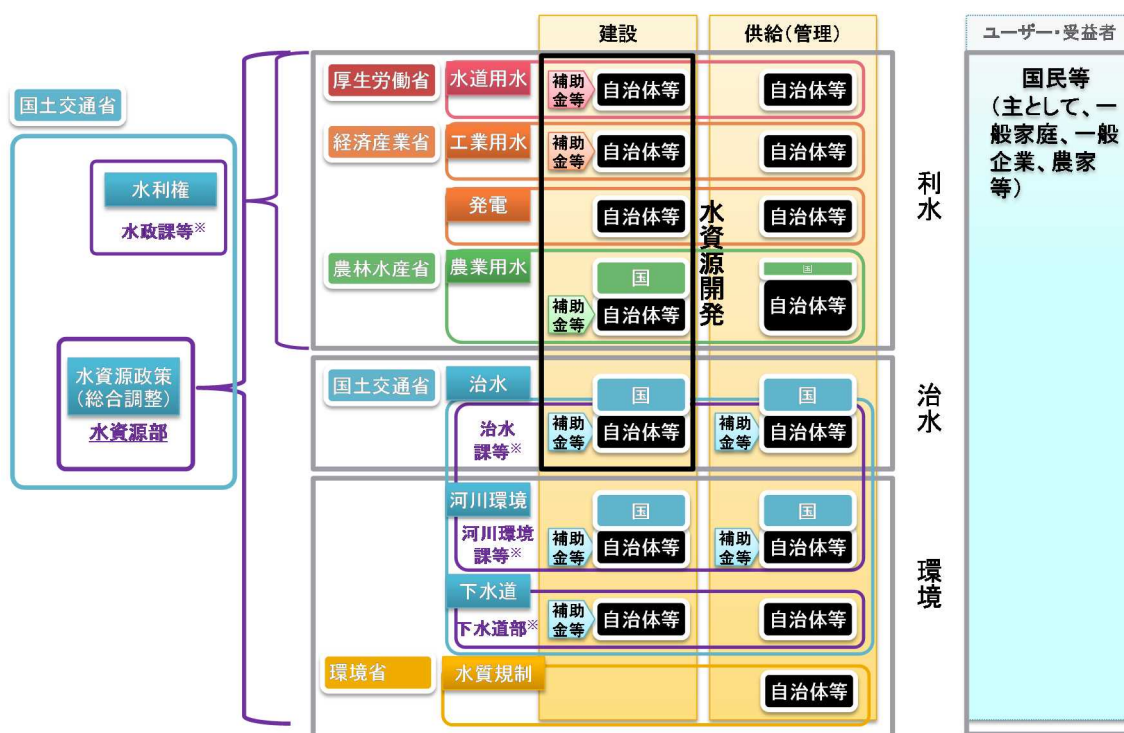 建設
供給(管理)
ユーザー・受益者
国土交通省
水利権
水政課等※
水資源政策
(総合調整)
水資源部
厚生労働省
水道用水
補助
金等
自治体等
自治体等
経済産業省
工業用水
補助
金等
自治体等
自治体等
発電
自治体等
自治体等
農林水産省
農業用水
国
補助
金等
自治体等
国
自治体等
水資源開発
利水
国土交通省
治水
治水
課等※
国
補助
金等
自治体等
国
補助
金等
自治体等
治水
河川環境
河川環境
課等※
国
補助
金等
自治体等
国
補助
金等
自治体等
下水道
下水道部※
補助
金等
自治体等
自治体等
環境
環境省
水質規制
自治体等
国民等
(主として、一
般家庭、一般
企業、農家
等)